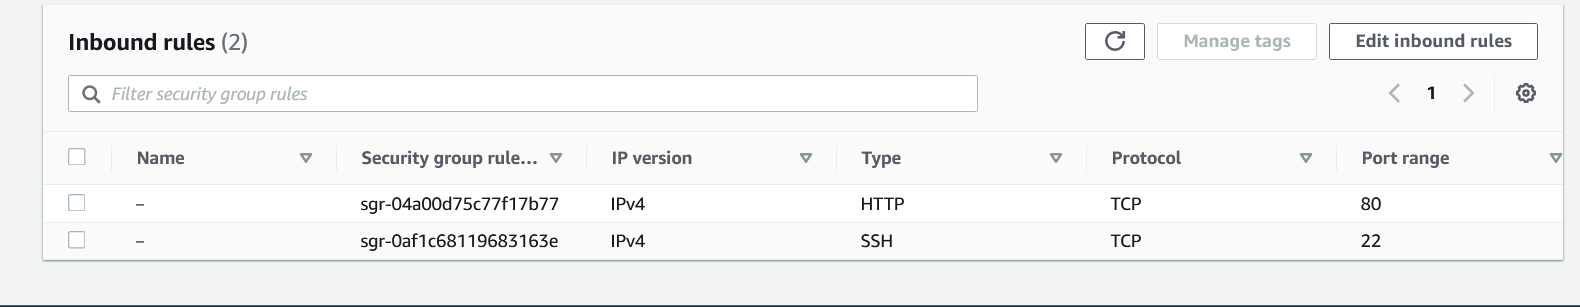 Inbound rules (2)
Manage tags
Edit inbound rules
Filter security group rules
1
Name Security group rule... IP version Type Protocol Port range
– sgr-04a00d75c77f17b77 IPv4 HTTP TCP 80
– sgr-0af1c68119683163e IPv4 SSH TCP 22